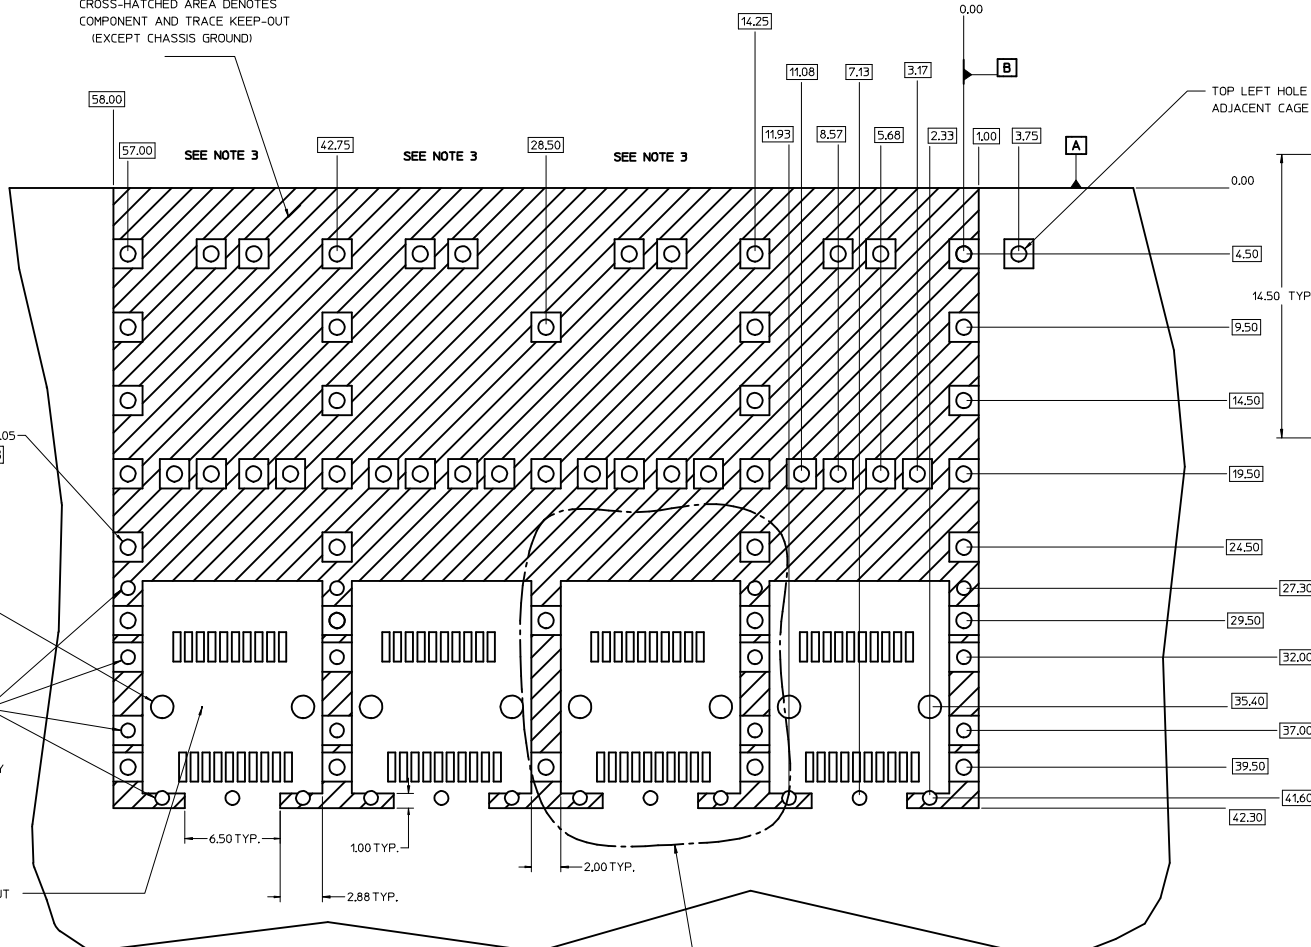 CROSS-HATCHED AREA DENOTES
COMPONENT AND TRACE KEEP-OUT
(EXCEPT CHASSIS GROUND)
0.00
14.25
B
11.08
7.13
3.17
TOP LEFT HOLE
ADJACENT CAGE
58.00
11.93
8.57
5.68
2.33
1.00
3.75
57.00
SEE NOTE 3
42.75
SEE NOTE 3
28.50
SEE NOTE 3
A
0.00
4.50
14.50 TYP
9.50
14.50
.05
19.50
24.50
27.30
29.50
32.00
35.40
37.00
Y
39.50
41.60
42.30
6.50 TYP.
1.00 TYP.
2.00 TYP.
UT
2.88 TYP.